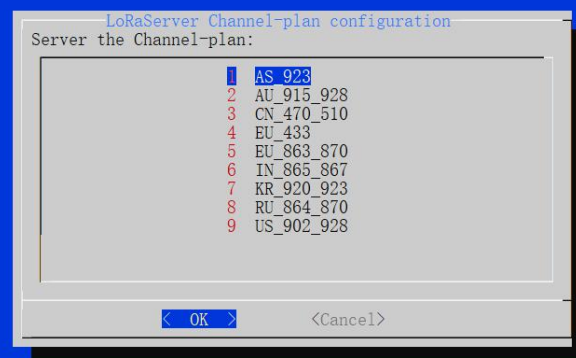 LoRaServer Channel-plan configuration
Server the Channel-plan:
1 AS_923
2 AU_915_928
3 CN_470_510
4 EU_433
5 EU_863_870
6 IN_865_867
7 KR_920_923
8 RU_864_870
9 US_902_928
< OK > <Cancel>